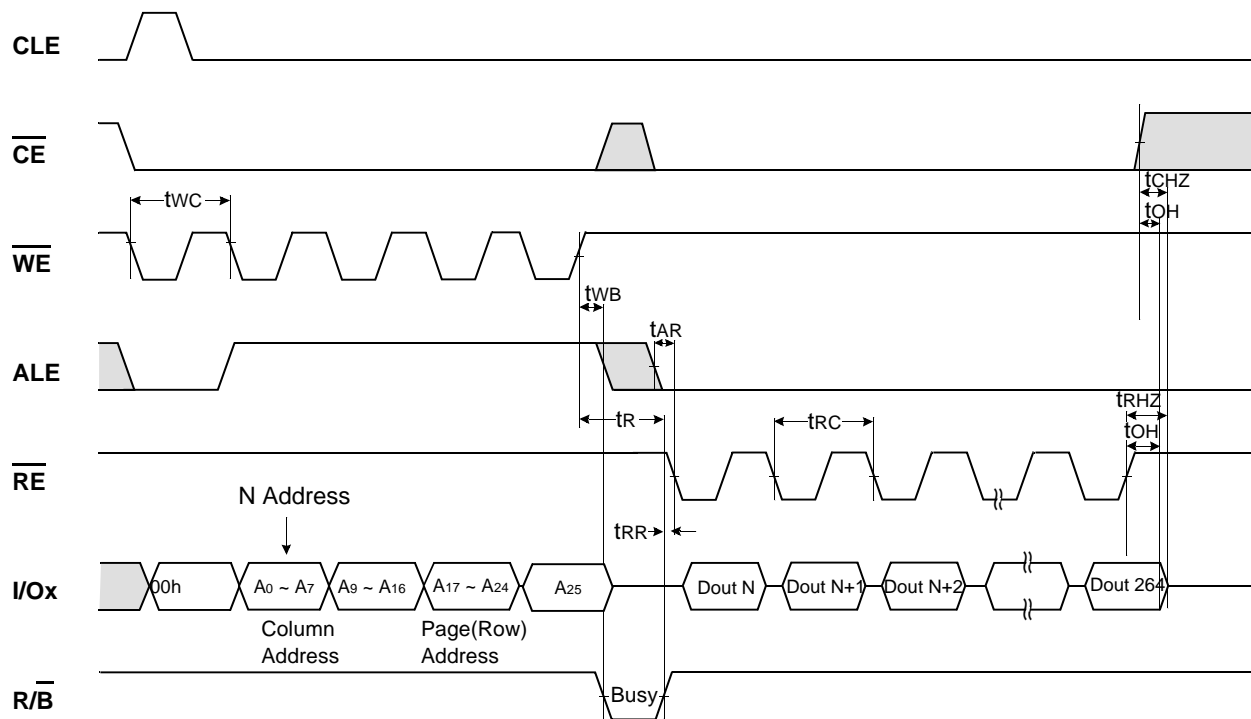 CLE
CE
tCHZ
tWC
tOH
WE
tWB
tAR
ALE
tRHZ
tR
tRC
tOH
RE
N Address
tRR
I/Ox
00h
A0 ~ A7
A9 ~ A16
A17 ~ A24
A25
Dout N
Dout N+1
Dout N+2
Dout 264
Column
Address
Page(Row)
Address
R/B
Busy